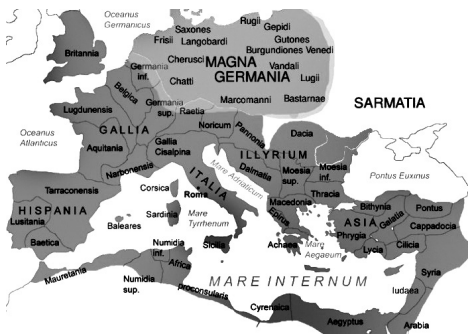 Oceanus
Germanicus
Rugii
Saxones
Gepidi
Frisii
Langobardi
Gutones
Burgundiones Venedi
Britannia
Cherusci
MAGNA
GERMANIA
Vandali
Germania
inf.
Chatti
Lugii
Belgica
Marcomanni
Bastarnae
SARMATIA
Lugdunensis
Germania
sup.
Raetia
Noricum
Pannonia
Dacia
Oceanus
Atlanticus
GALLIA
Gallia
Cisalpina
ILLYRIUM
Aquitania
Narbonensis
Mare Adriaticum
Dalmatia
Moesia
sup.
Moesia
inf.
Pontus Euxinus
Tarraconensis
Corsica
ITALIA
Roma
Thracia
Macedonia
Epirus
Bithynia
Pontus
HISPANIA
Lusitania
Baetica
Baleares
Sardinia
Mare
Tyrrhenum
ASIA
Galatia
Cappadocia
Phrygia
Lycia
Cilicia
Achaea
Mare
Aegaeum
Sicilia
Numidia
inf.
Africa
proconsularis
Mauretania
Numidia
sup.
MARE INTERNUM
Syria
Iudaea
Cyrenaica
Aegyptus
Arabia